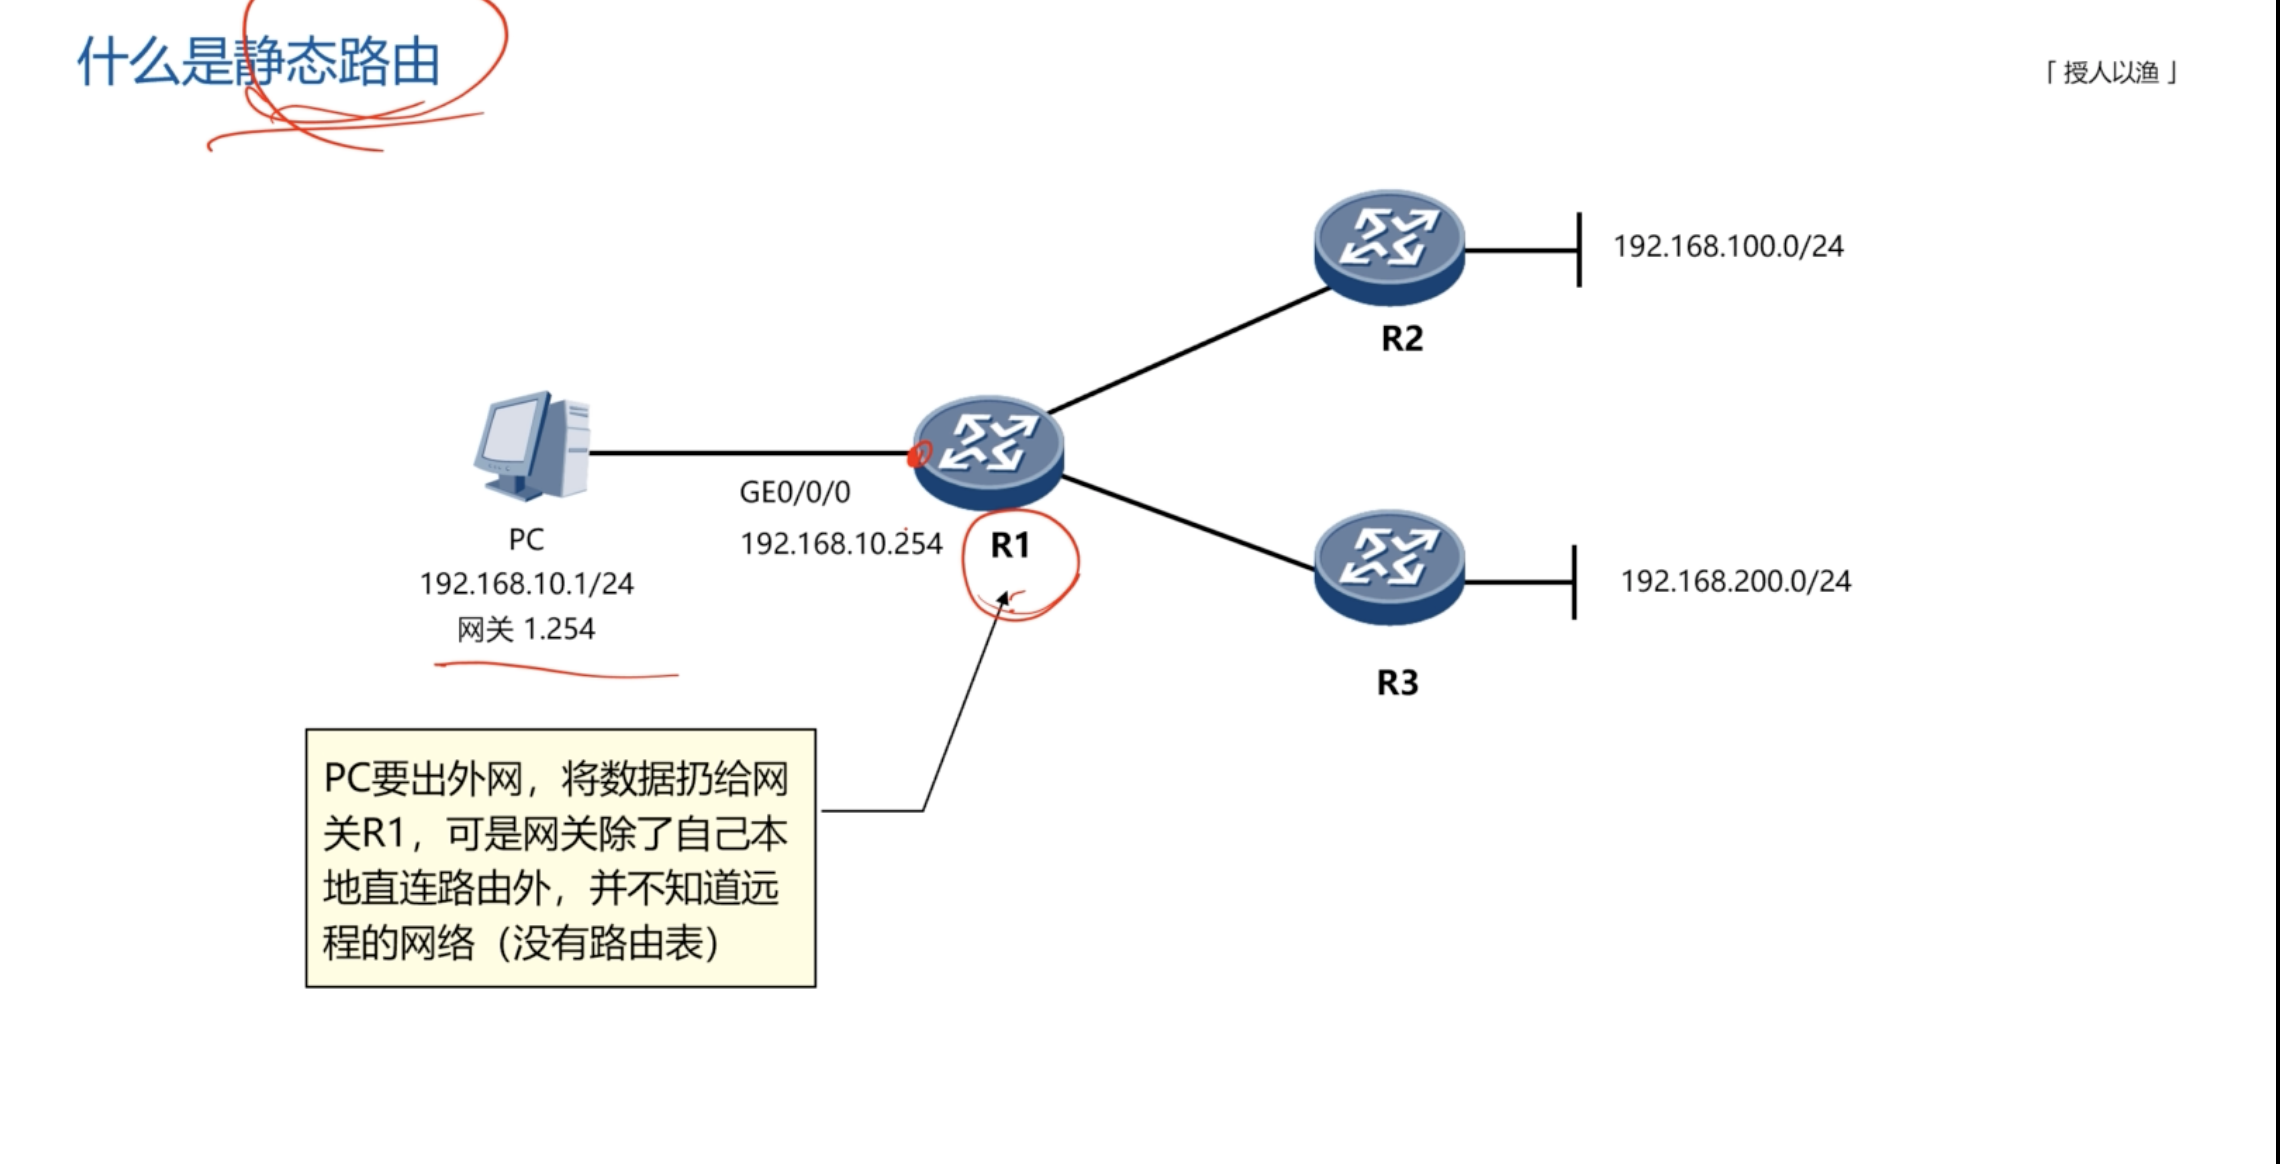 什么是静态路由
「 授人以渔 」
192.168.100.0/24
R2
GE0/0/0
192.168.10.254
R1
PC
192.168.10.1/24
网关 1.254
192.168.200.0/24
R3
PC要出外网，将数据扔给网
关R1，可是网关除了自己本
地直连路由外，并不知道远
程的网络（没有路由表）